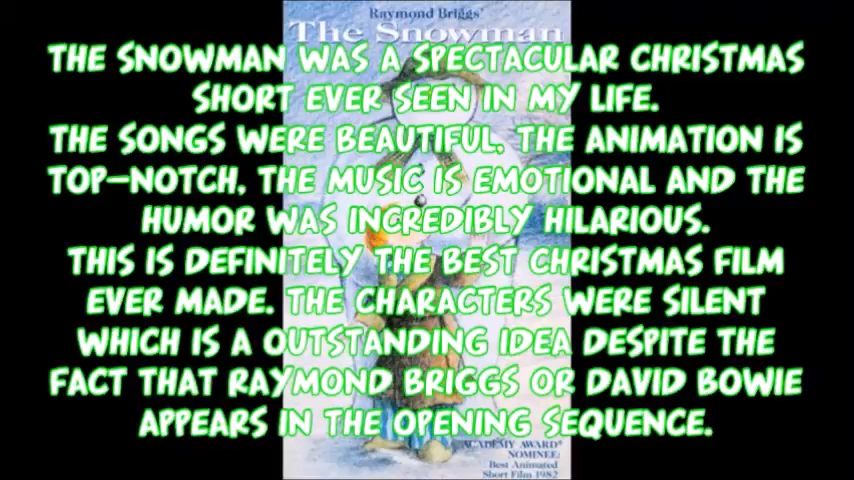 Raymond Briggs'
The Snowman
THE SNOWMAN WAS A SPECTACULAR CHRISTMAS
SHORT EVER SEEN IN MY LIFE.
THE SONGS WERE BEAUTIFUL, THE ANIMATION IS
TOP-NOTCH, THE MUSIC IS EMOTIONAL AND THE
HUMOR WAS INCREDIBLY HILARIOUS.
THIS IS DEFINITELY THE BEST CHRISTMAS FILM
EVER MADE. THE CHARACTERS WERE SILENT
WHICH IS A OUTSTANDING IDEA DESPITE THE
FACT THAT RAYMOND BRIGGS OR DAVID BOWIE
APPEARS IN THE OPENING SEQUENCE.
ACADEMY AWARD®
NOMINEE:
Best Animated
Short Film 1982